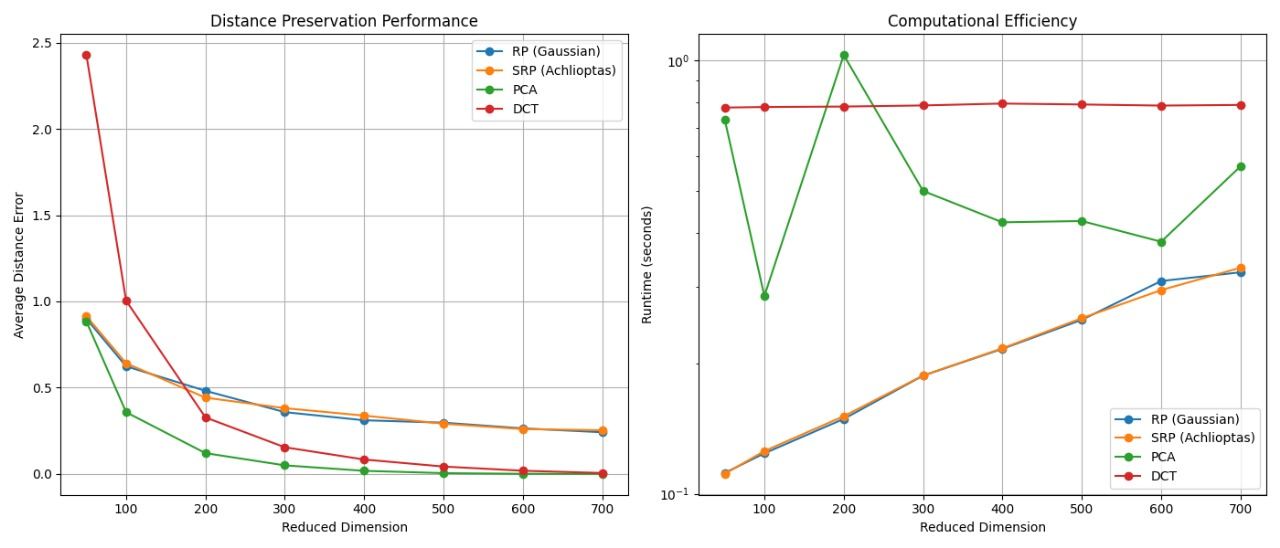 Distance Preservation Performance
2.5
2.0
1.5
1.0
0.5
0.0
Average Distance Error
100 200 300 400 500 600 700
Reduced Dimension
RP (Gaussian)
SRP (Achlioptas)
PCA
DCT
Computational Efficiency
10⁰
10⁻¹
Runtime (seconds)
100 200 300 400 500 600 700
Reduced Dimension
RP (Gaussian)
SRP (Achlioptas)
PCA
DCT